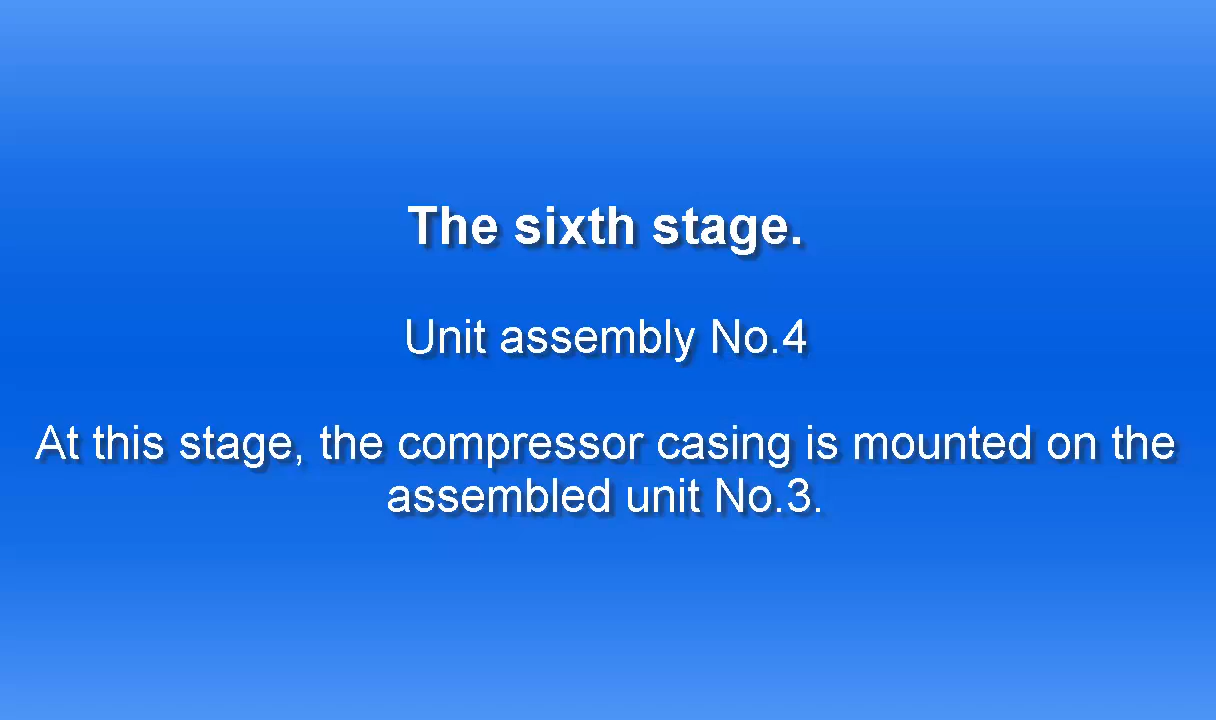 The sixth stage.
Unit assembly No.4
At this stage, the compressor casing is mounted on the
assembled unit No.3.